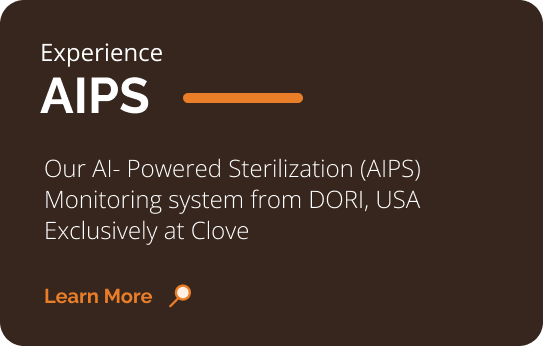 Experience
AIPS
Our AI- Powered Sterilization (AIPS)
Monitoring system from DORI, USA
Exclusively at Clove
Learn More